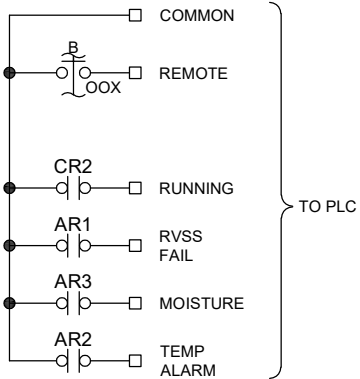 COMMON
B
REMOTE
OOX
CR2
RUNNING
AR1
RVSS
FAIL
TO PLC
AR3
MOISTURE
AR2
TEMP
ALARM